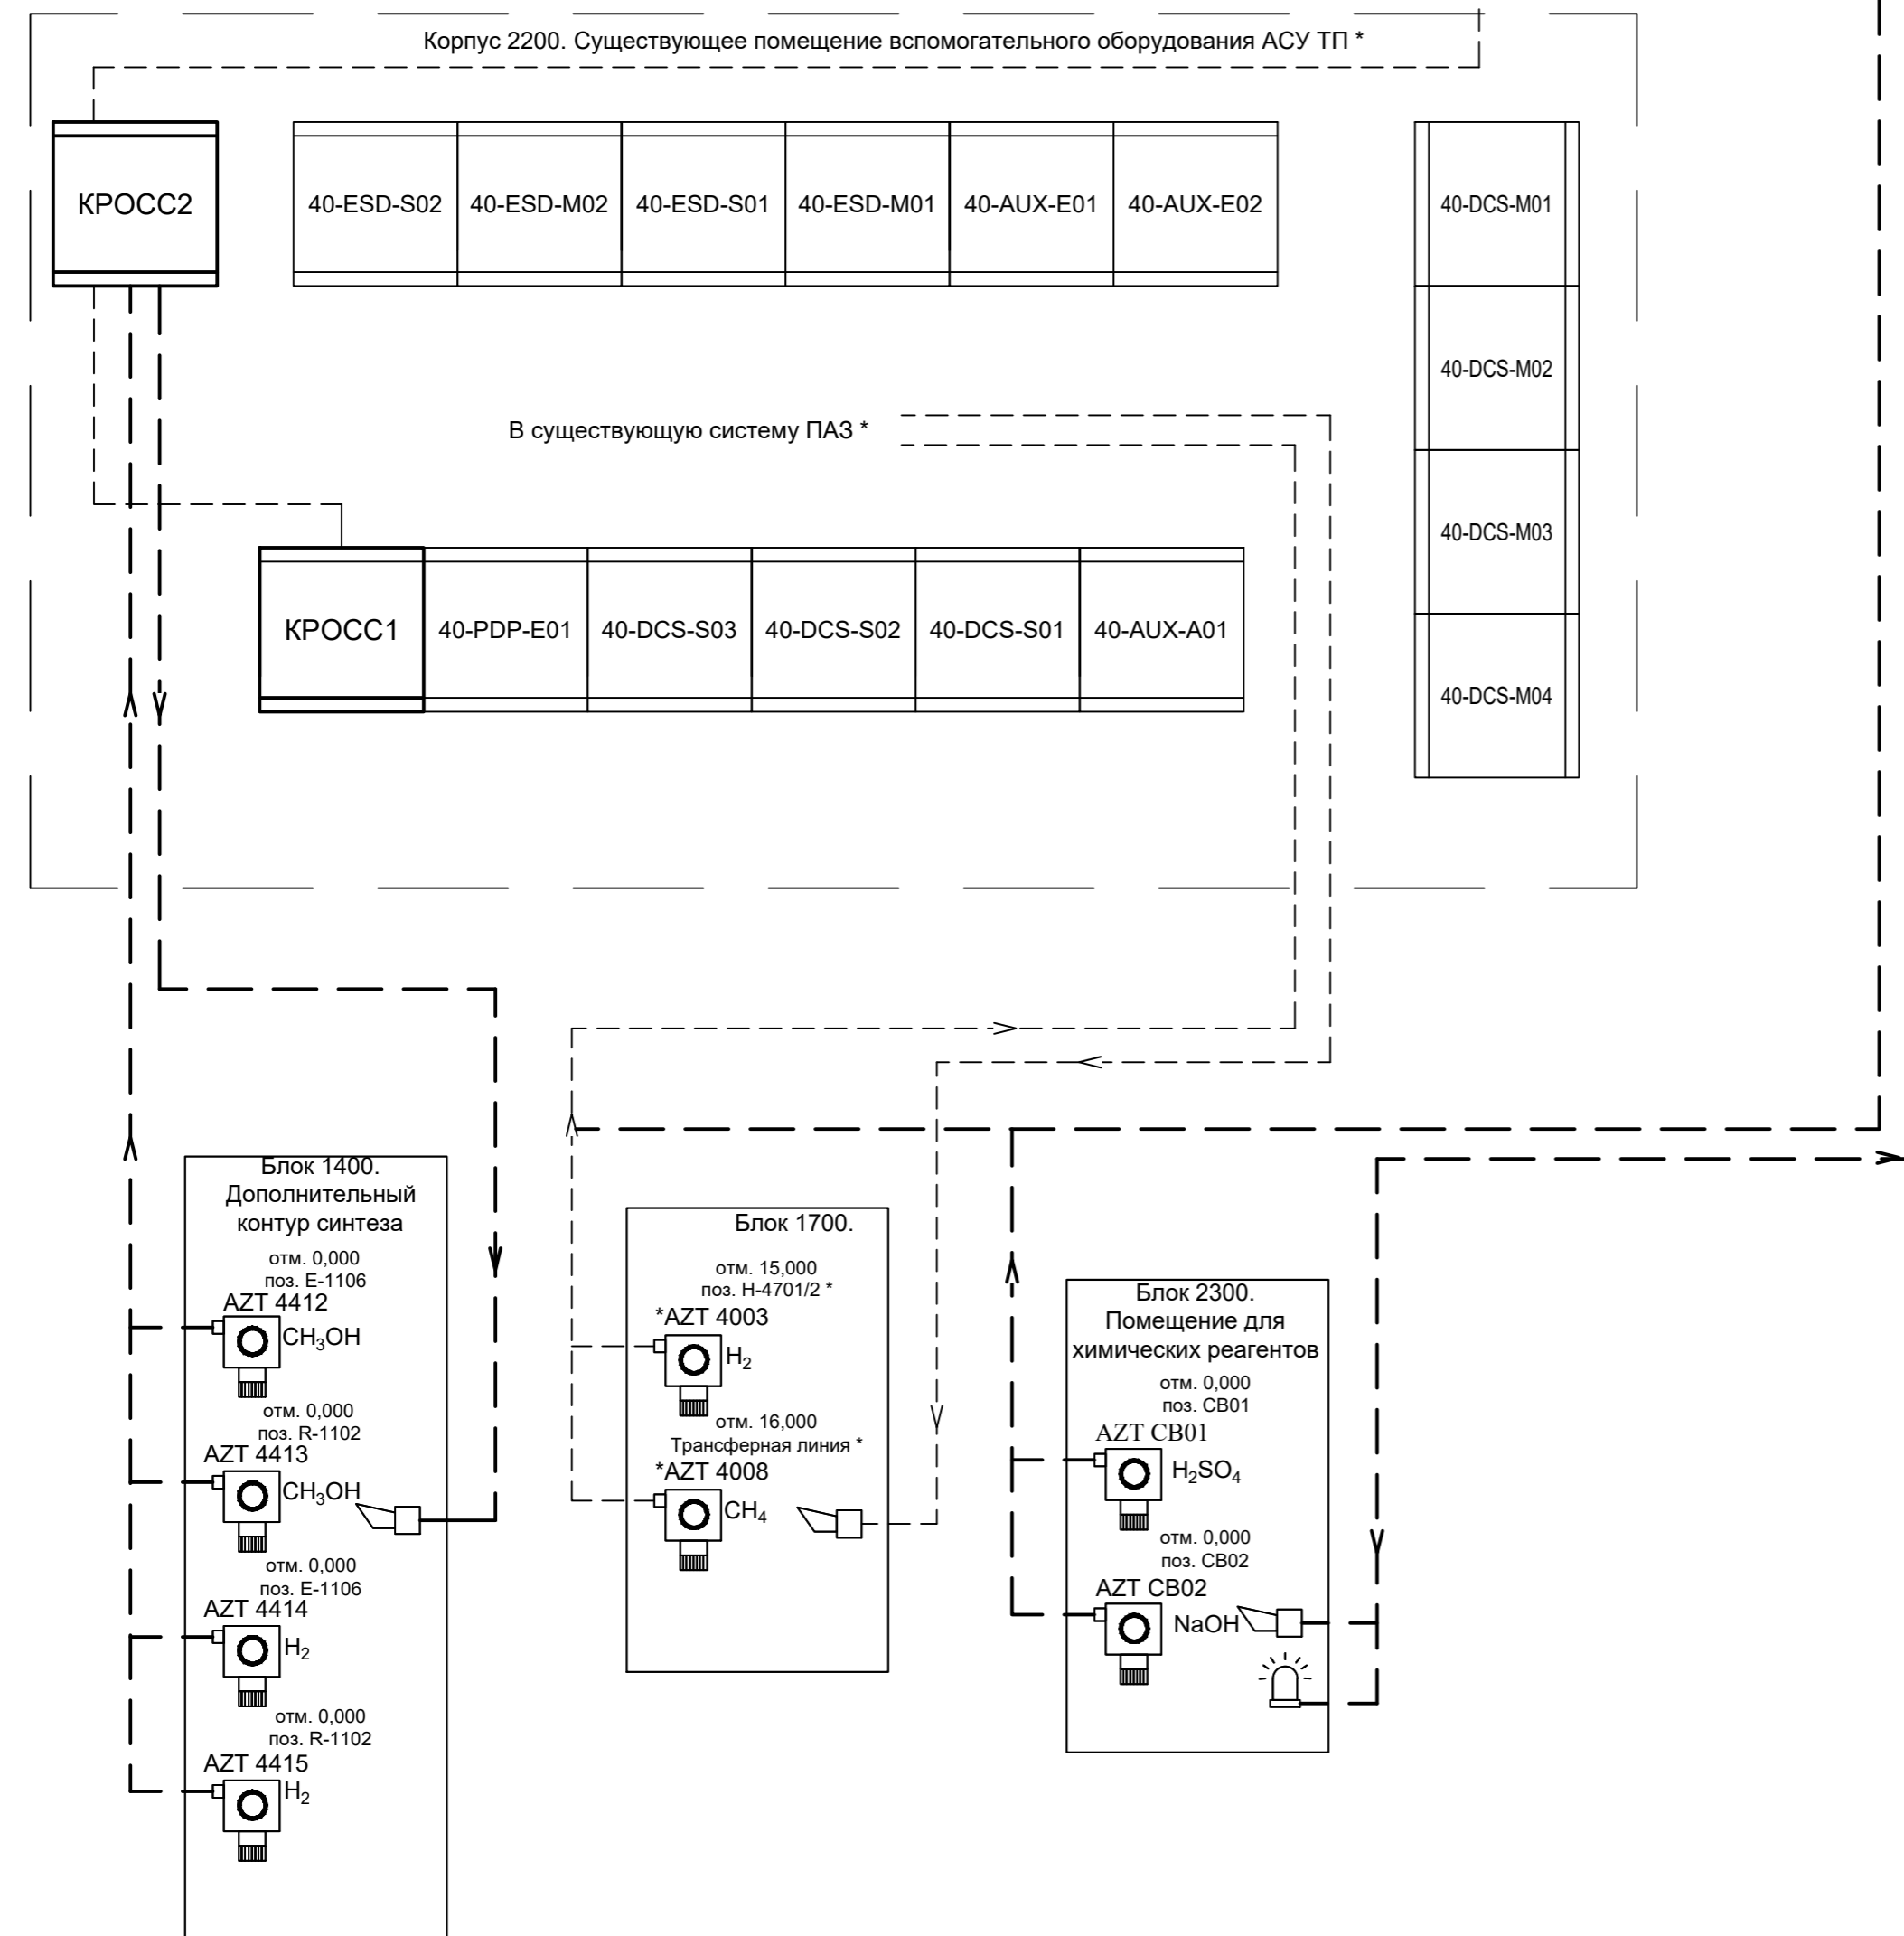 Корпус 2200. Существующее помещение вспомогательного оборудования АСУ ТП *
КРОСС2
40-ESD-S02
40-ESD-M02
40-ESD-S01
40-ESD-M01
40-AUX-E01
40-AUX-E02
40-DCS-M01
40-DCS-M02
40-DCS-M03
40-DCS-M04
В существующую систему ПАЗ *
КРОСС1
40-PDP-E01
40-DCS-S03
40-DCS-S02
40-DCS-S01
40-AUX-A01
Блок 1400.
Дополнительный
контур синтеза
отм. 0,000
поз. E-1106
AZT 4412
CH₃OH
отм. 0,000
поз. R-1102
AZT 4413
CH₃OH
отм. 0,000
поз. E-1106
AZT 4414
H₂
отм. 0,000
поз. R-1102
AZT 4415
H₂
Блок 1700.
отм. 15,000
поз. H-4701/2 *
*AZT 4003
H₂
отм. 16,000
Трансферная линия *
*AZT 4008
CH₄
Блок 2300.
Помещение для
химических реагентов
отм. 0,000
поз. CB01
AZT CB01
H₂SO₄
отм. 0,000
поз. CB02
AZT CB02
NaOH